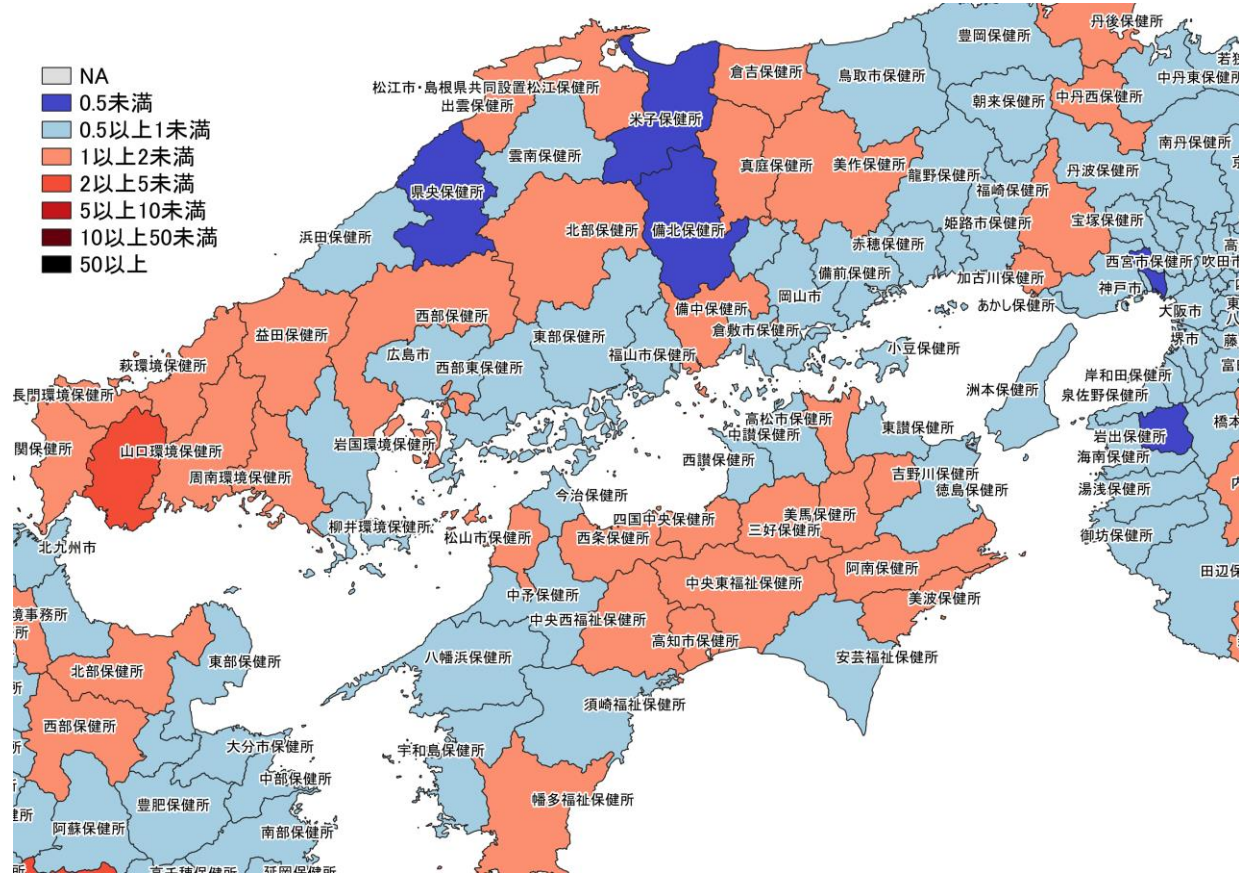 NA
0.5未満
0.5以上1未満
1以上2未満
2以上5未満
5以上10未満
10以上50未満
50以上
丹後保健所
豊岡保健所
若狭
中丹東保健所
倉吉保健所
鳥取市保健所
松江市・島根県共同設置松江保健所
出雲保健所
朝来保健所
中丹西保健所
米子保健所
南丹保健所
雲南保健所
真庭保健所
美作保健所
龍野保健所
丹波保健所
県央保健所
福崎保健所
宝塚保健所
浜田保健所
北部保健所
備北保健所
姫路市保健所
赤穂保健所
西宮市保健所
吹田市
備前保健所
加古川保健所
神戸市
岡山市
あかし保健所
大阪市
益田保健所
西部保健所
備中保健所
東部保健所
倉敷市保健所
堺市
藤
広島市
西部東保健所
福山市保健所
小豆保健所
萩環境保健所
長門環境保健所
洲本保健所
岸和田保健所
泉佐野保健所
富田
高松市保健所
中讃保健所
東讃保健所
橋本
関保健所
山口環境保健所
岩国環境保健所
岩出保健所
西讃保健所
海南保健所
周南環境保健所
吉野川保健所
徳島保健所
湯浅保健所
今治保健所
美馬保健所
四国中央保健所
柳井環境保健所
三好保健所
松山市保健所
西条保健所
御坊保健所
北九州市
田辺保
中央東福祉保健所
阿南保健所
中予保健所
美波保健所
境事務所
中央西福祉保健所
高知市保健所
八幡浜保健所
安芸福祉保健所
東部保健所
北部保健所
須崎福祉保健所
西部保健所
大分市保健所
宇和島保健所
中部保健所
豊肥保健所
幡多福祉保健所
阿蘇保健所
南部保健所
高千穂保健所
延岡保健所